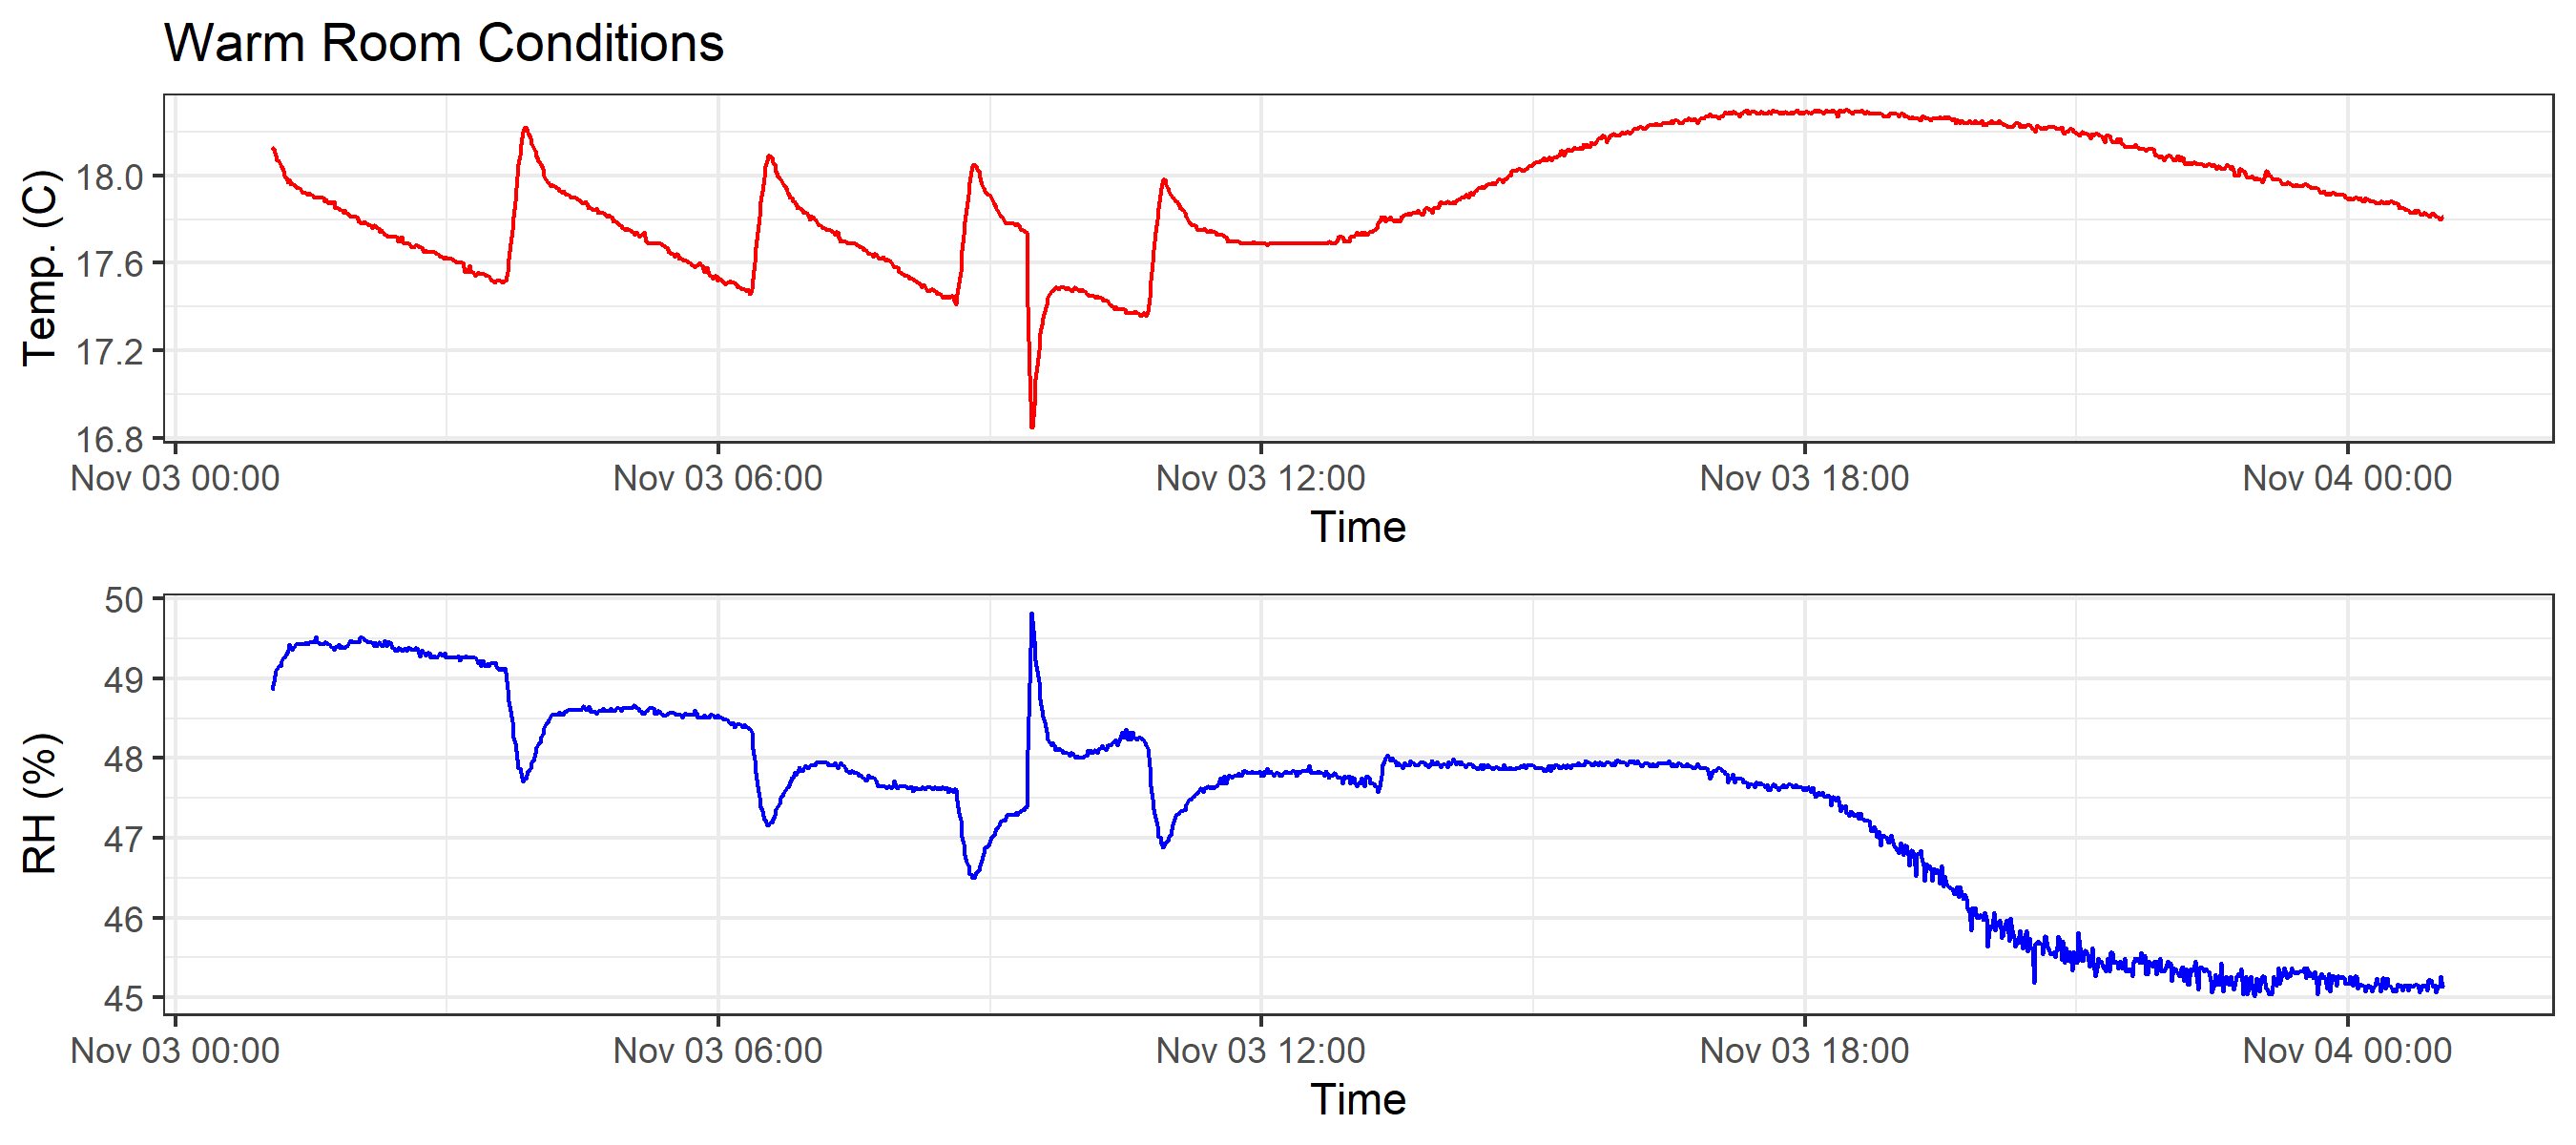 Warm Room Conditions
Temp. (C)
18.0
17.6
17.2
16.8
Nov 03 00:00 Nov 03 06:00 Nov 03 12:00 Nov 03 18:00 Nov 04 00:00
Time
RH (%)
50
49
48
47
46
45
Nov 03 00:00 Nov 03 06:00 Nov 03 12:00 Nov 03 18:00 Nov 04 00:00
Time